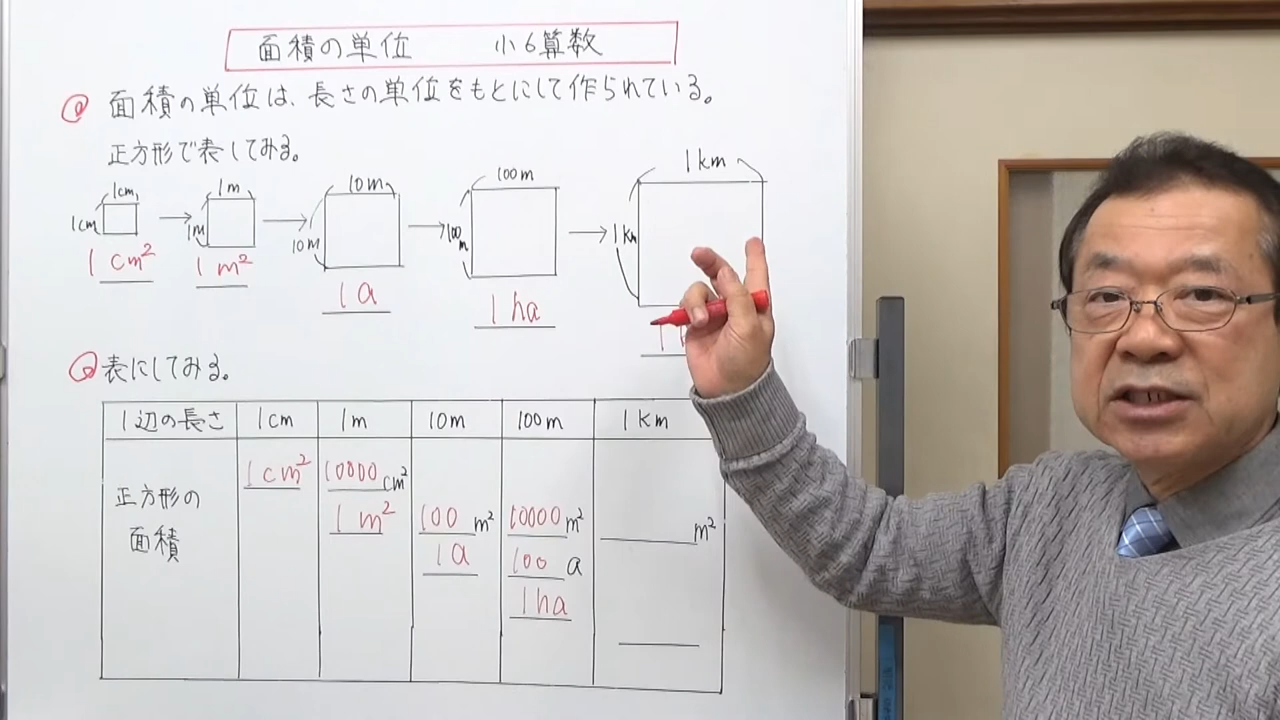 面積の単位 小6算数
面積の単位は、長さの単位をもとにして作られている。
正方形で表してみる。
1cm 1m 10m 100m 1km
1cm 1m 10m 100m 1km
1cm² 1m² 1a 1ha
表にしてみる。
1辺の長さ 1cm 1m 10m 100m 1km
正方形の面積
1cm²
10000cm²
1m²
100m²
1a
10000m²
100a
1ha
m²